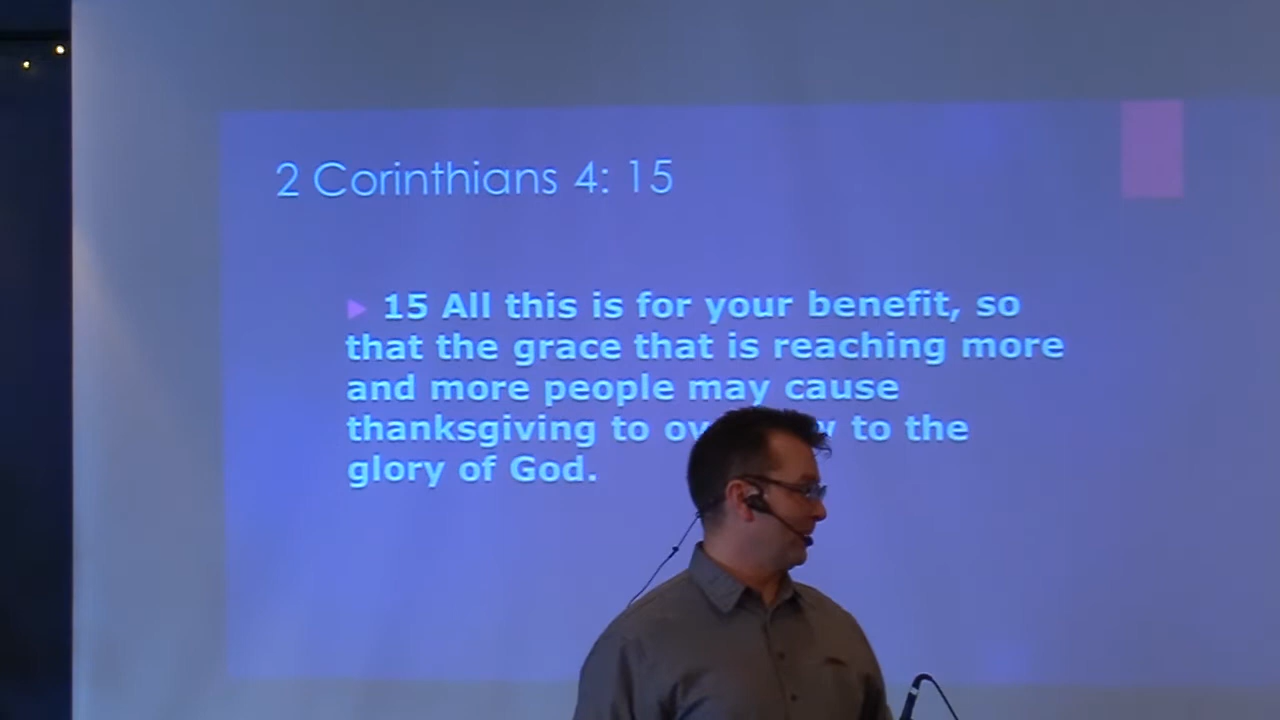 2 Corinthians 4: 15
15 All this is for your benefit, so
that the grace that is reaching more
and more people may cause
thanksgiving to to the
glory of God.